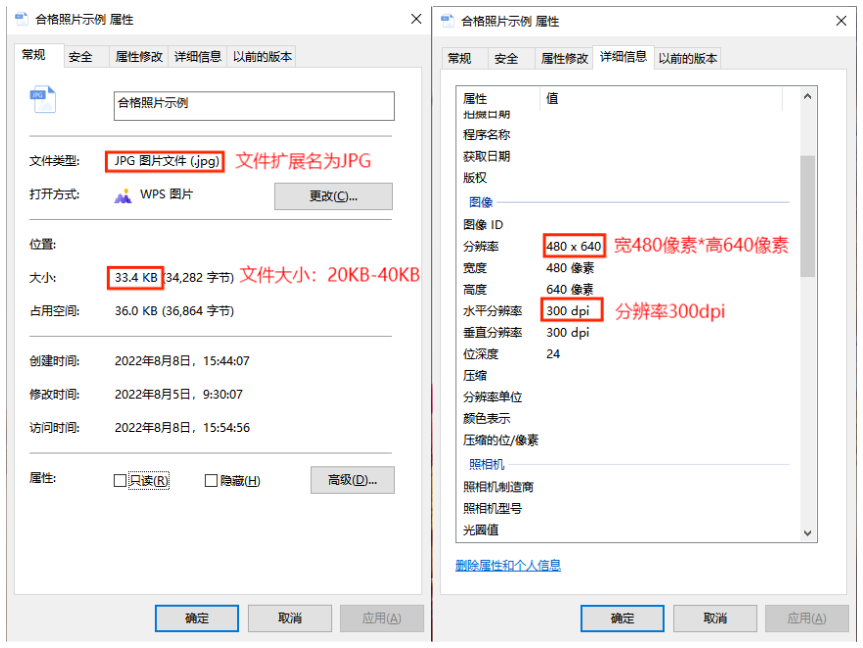 合格照片示例 属性
常规
安全
属性修改
详细信息
以前的版本
JPG
合格照片示例
文件类型:
JPG 图片文件 (.jpg)
文件扩展名为JPG
打开方式:
WPS 图片
更改(C)...
位置:
大小:
33.4 KB (34,282 字节)
文件大小：20KB-40KB
占用空间:
36.0 KB (36,864 字节)
创建时间:
2022年8月8日，15:44:07
修改时间:
2022年8月5日，9:30:07
访问时间:
2022年8月8日，15:54:56
属性:
只读(R)
隐藏(H)
高级(D)...
确定
取消
应用(A)
合格照片示例 属性
常规
安全
属性修改
详细信息
以前的版本
属性
值
拍摄日期
程序名称
获取日期
版权
图像
图像 ID
分辨率
480 x 640
宽480像素*高640像素
宽度
480 像素
高度
640 像素
水平分辨率
300 dpi
分辨率300dpi
垂直分辨率
300 dpi
位深度
24
压缩
分辨率单位
颜色表示
压缩的位/像素
照相机
照相机制造商
照相机型号
光圈值
删除属性和个人信息
确定
取消
应用(A)